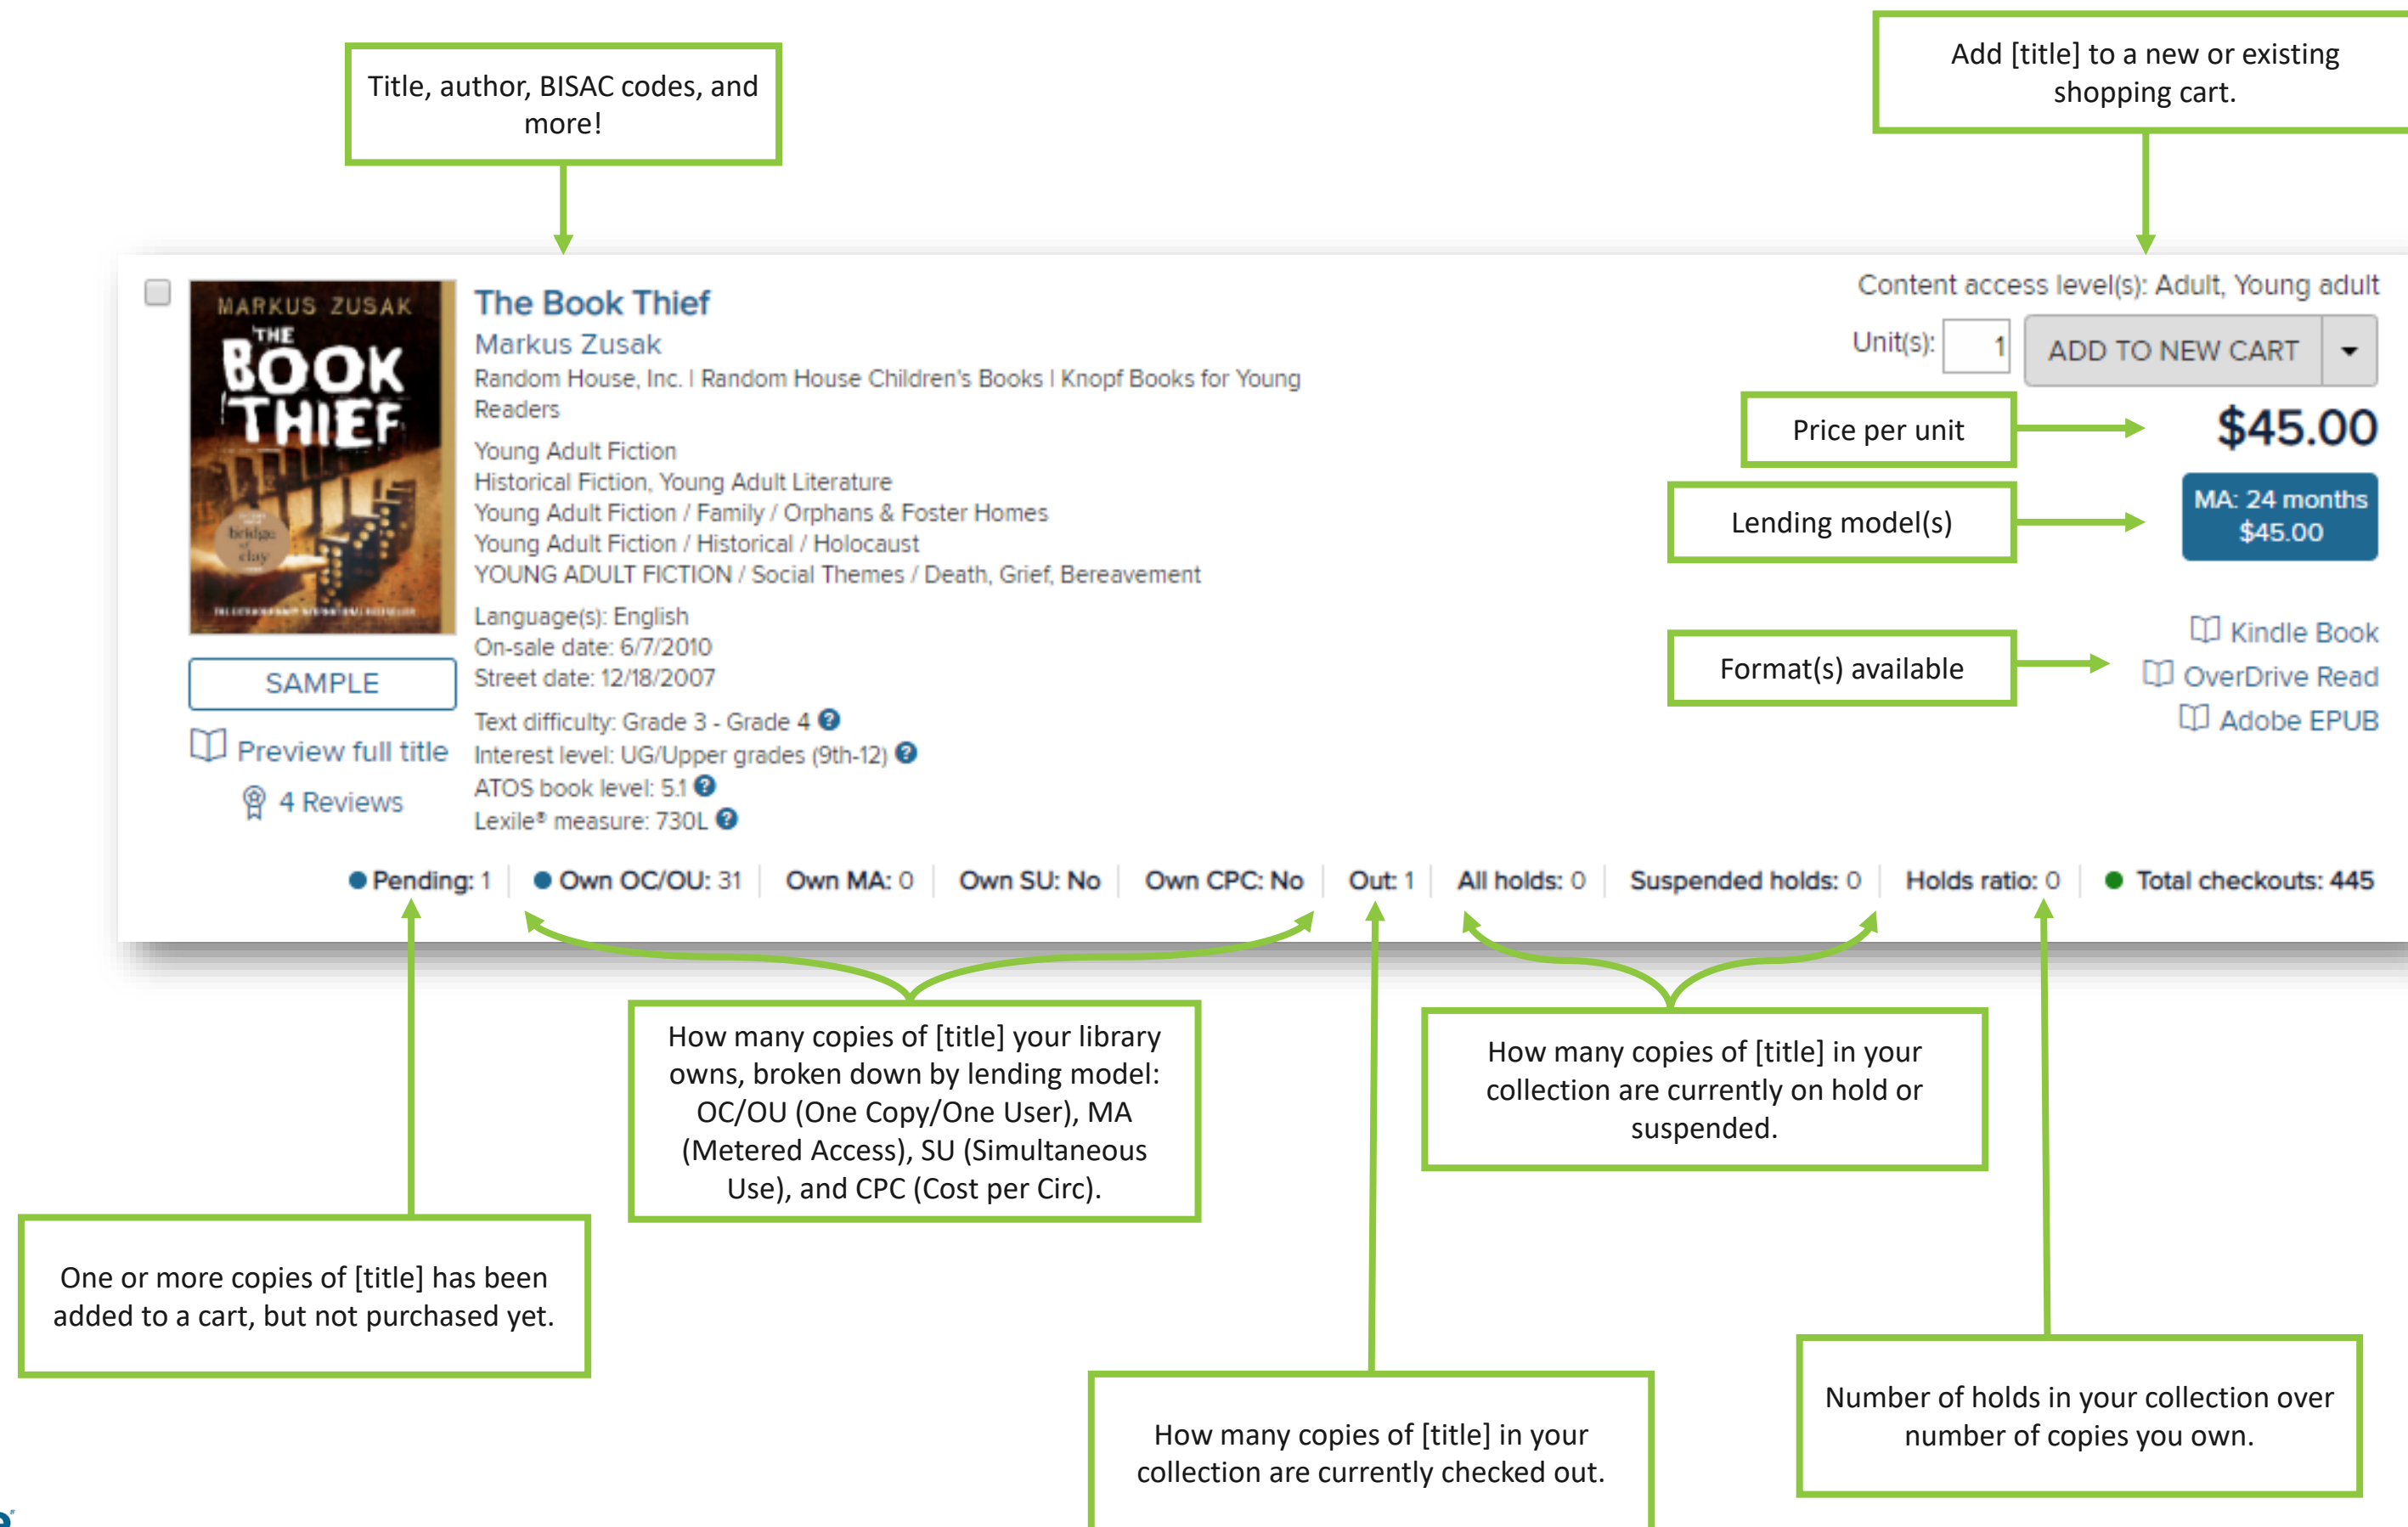 Title, author, BISAC codes, and
more!
Add [title] to a new or existing
shopping cart.
MARKUS ZUSAK
THE
BOOK
THIEF
bridge
of
clay
SAMPLE
Preview full title
4 Reviews
The Book Thief
Markus Zusak
Random House, Inc. | Random House Children's Books | Knopf Books for Young
Readers
Young Adult Fiction
Historical Fiction, Young Adult Literature
Young Adult Fiction / Family / Orphans & Foster Homes
Young Adult Fiction / Historical / Holocaust
YOUNG ADULT FICTION / Social Themes / Death, Grief, Bereavement
Language(s): English
On-sale date: 6/7/2010
Street date: 12/18/2007
Text difficulty: Grade 3 - Grade 4 ?
Interest level: UG/Upper grades (9th-12) ?
ATOS book level: 5.1 ?
Lexile® measure: 730L ?
Content access level(s): Adult, Young adult
Unit(s): 1 ADD TO NEW CART
Price per unit
$45.00
Lending model(s)
MA: 24 months
$45.00
Format(s) available
Kindle Book
OverDrive Read
Adobe EPUB
Pending: 1 | Own OC/OU: 31 | Own MA: 0 | Own SU: No | Own CPC: No | Out: 1 | All holds: 0 | Suspended holds: 0 | Holds ratio: 0 | Total checkouts: 445
How many copies of [title] your library
owns, broken down by lending model:
OC/OU (One Copy/One User), MA
(Metered Access), SU (Simultaneous
Use), and CPC (Cost per Circ).
How many copies of [title] in your
collection are currently on hold or
suspended.
One or more copies of [title] has been
added to a cart, but not purchased yet.
How many copies of [title] in your
collection are currently checked out.
Number of holds in your collection over
number of copies you own.